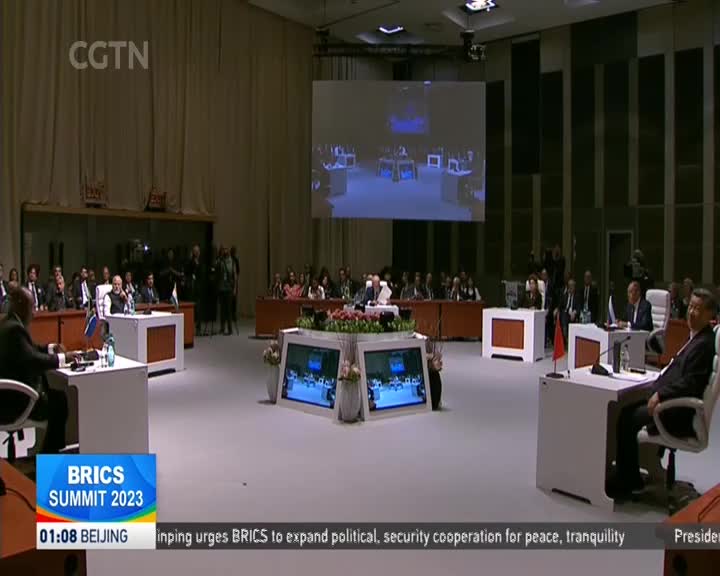 CGTN
BRICS
SUMMIT 2023
01:08 BEIJING
inping urges BRICS to expand political, security cooperation for peace, tranquility
Presiden